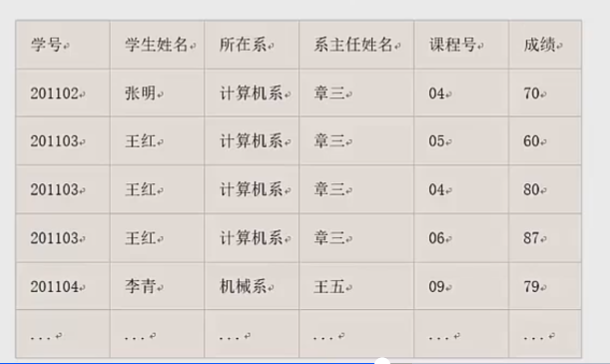 学号 学生姓名 所在系 系主任姓名 课程号 成绩
201102 张明 计算机系 章三 04 70
201103 王红 计算机系 章三 05 60
201103 王红 计算机系 章三 04 80
201103 王红 计算机系 章三 06 87
201104 李青 机械系 王五 09 79
... ... ... ... ... ...